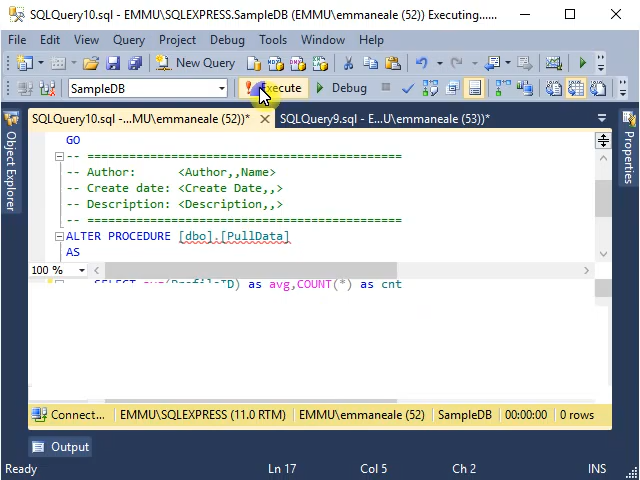 SQLQuery10.sql - EMMU\SQLEXPRESS.SampleDB (EMMU\emmaneale (52)) Executing......
File Edit View Query Project Debug Tools Window Help
New Query
SampleDB Execute Debug
SQLQuery10.sql -...MU\emmaneale (52))* SQLQuery9.sql - E...U\emmaneale (53))*
Object Explorer
Properties
GO
-- =============================================
-- Author: <Author,,Name>
-- Create date: <Create Date,,>
-- Description: <Description,,>
-- =============================================
ALTER PROCEDURE [dbo].[PullData]
AS
100 %
SELECT avg(ProfileID) as avg,COUNT(*) as cnt
Connect... EMMU\SQLEXPRESS (11.0 RTM) EMMU\emmaneale (52) SampleDB 00:00:00 0 rows
Output
Ready Ln 17 Col 5 Ch 2 INS